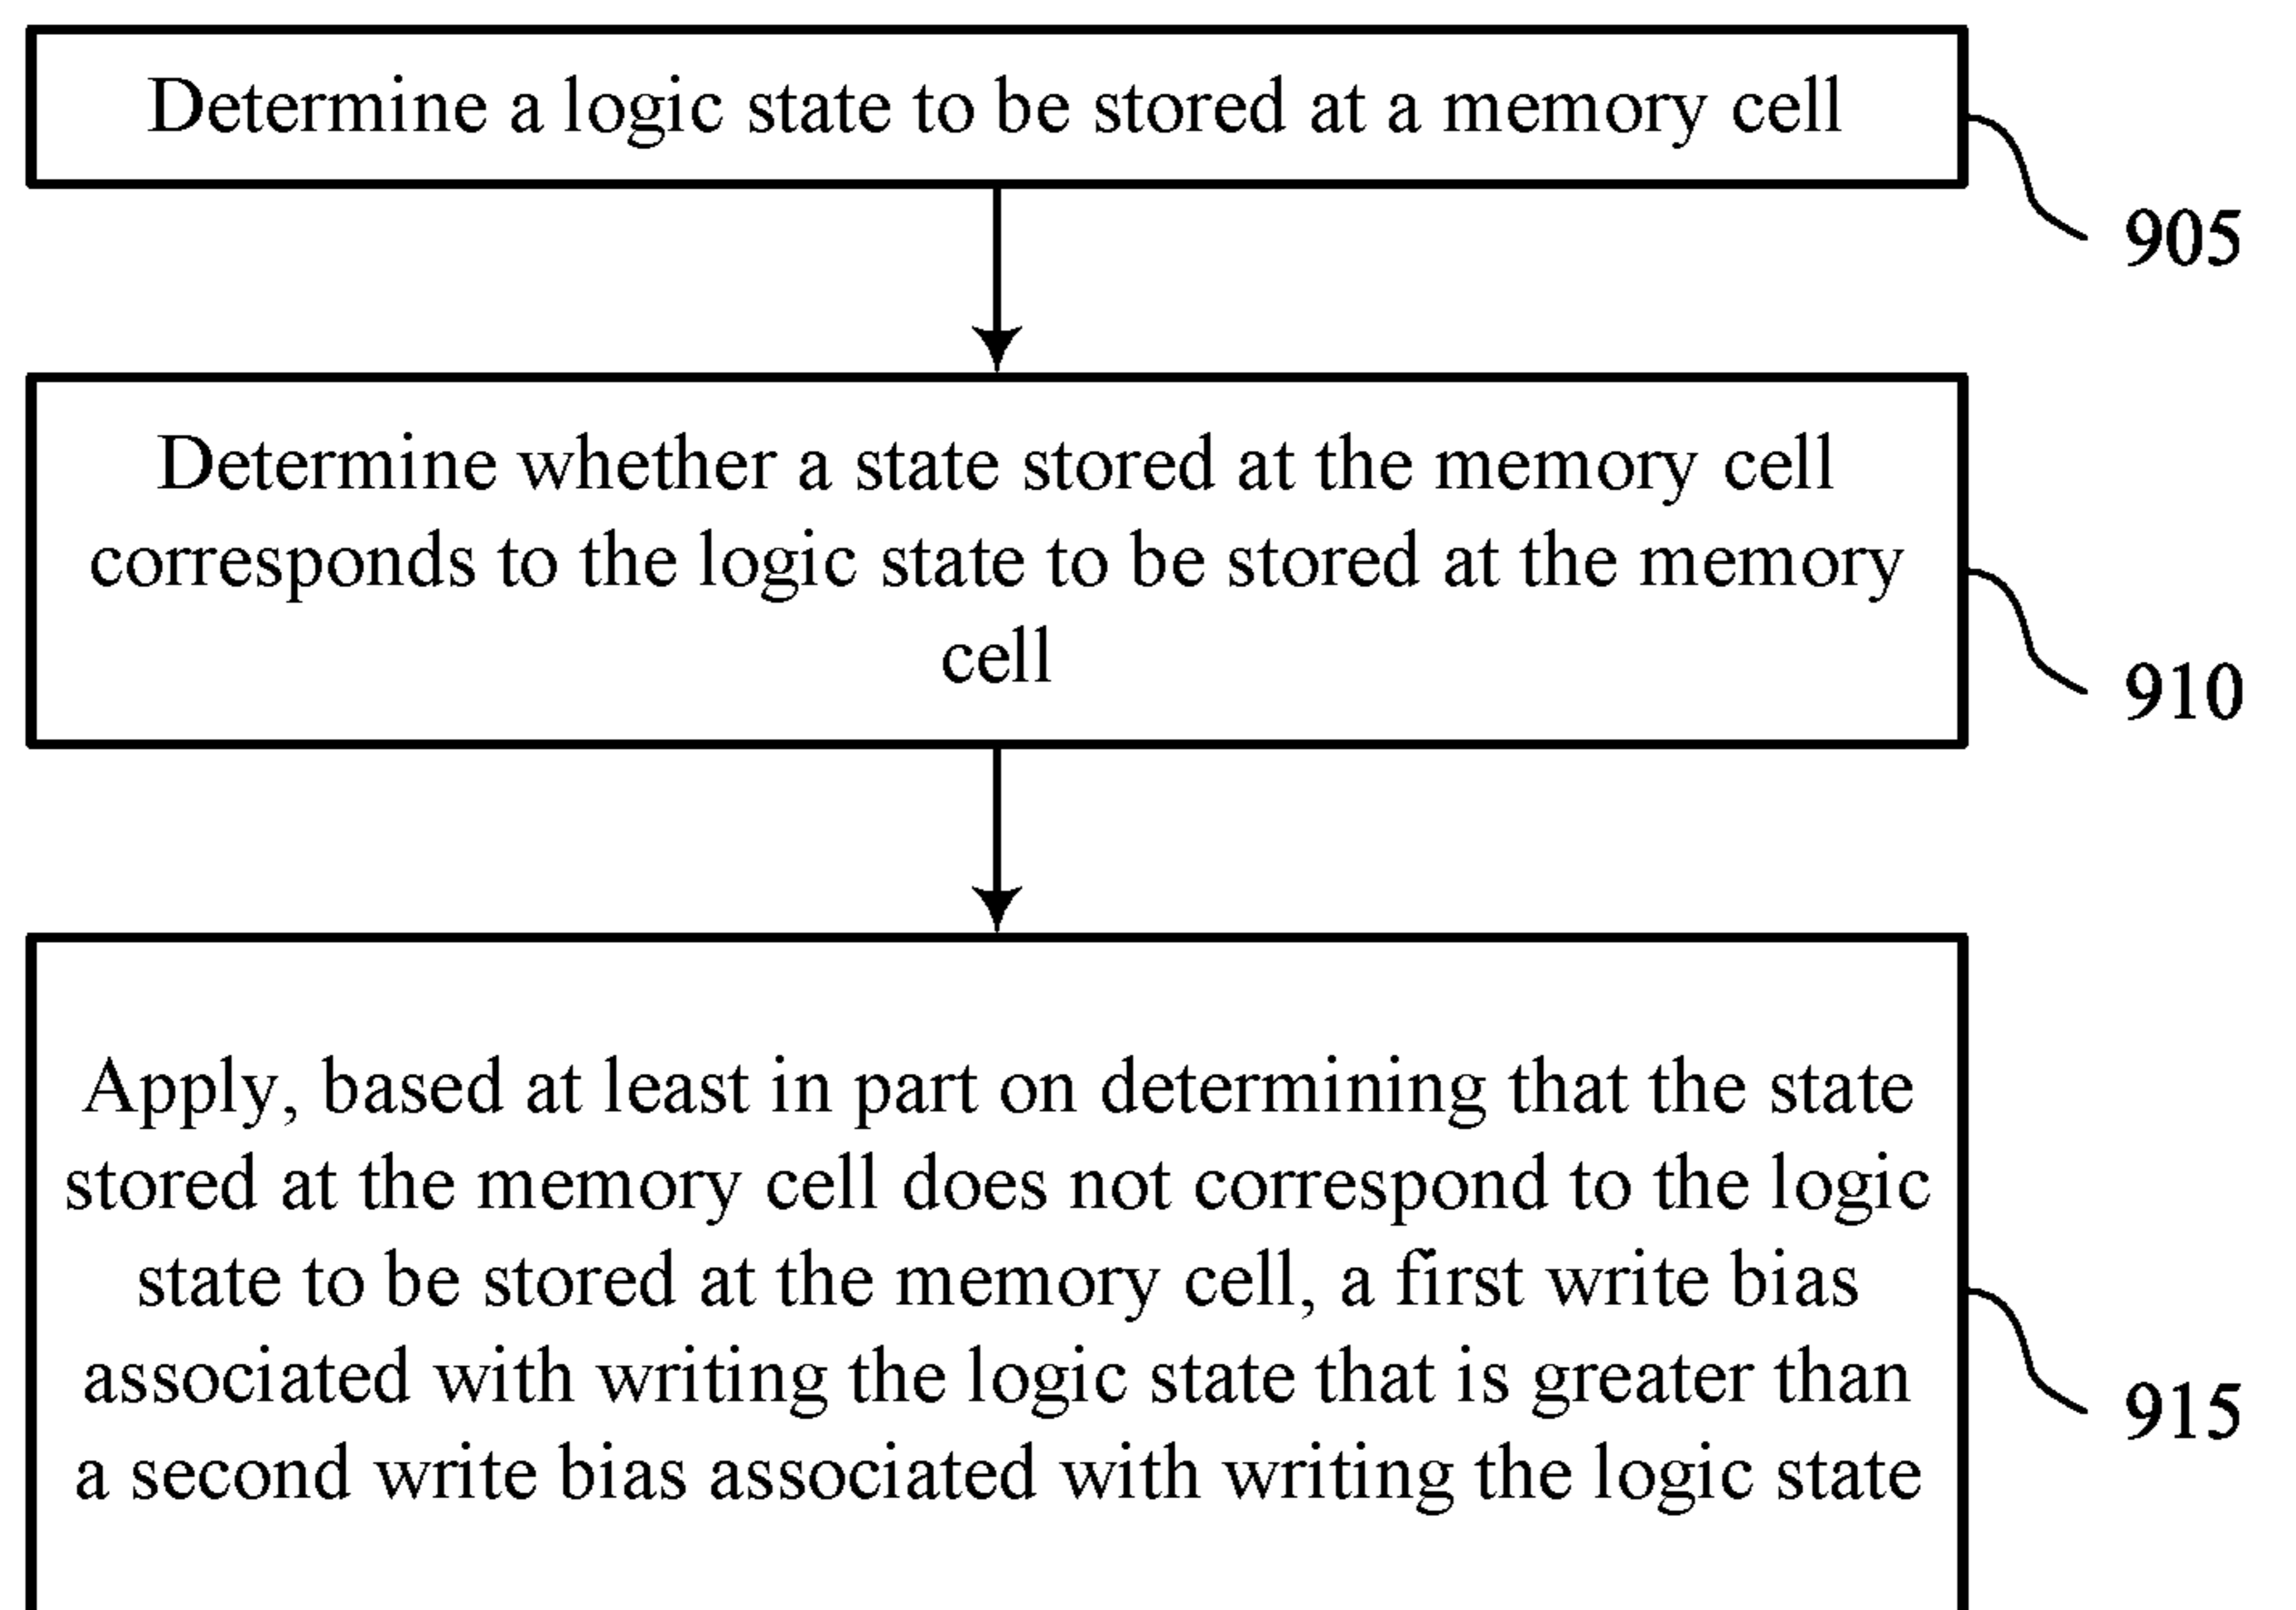 Determine a logic state to be stored at a memory cell
905
Determine whether a state stored at the memory cell
corresponds to the logic state to be stored at the memory
cell
910
Apply, based at least in part on determining that the state
stored at the memory cell does not correspond to the logic
state to be stored at the memory cell, a first write bias
associated with writing the logic state that is greater than
a second write bias associated with writing the logic state
915